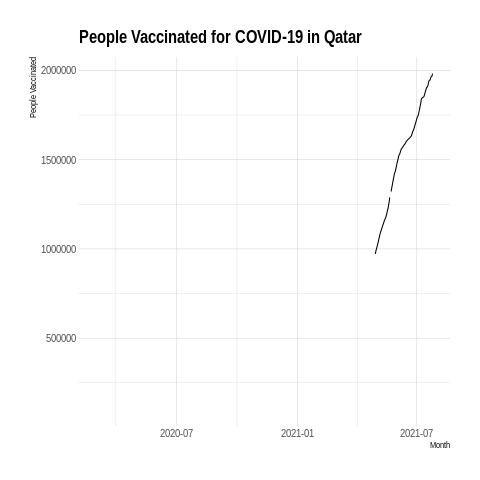 People Vaccinated for COVID-19 in Qatar
People Vaccinated
2000000
1500000
1000000
500000
2020-07 2021-01 2021-07
Month